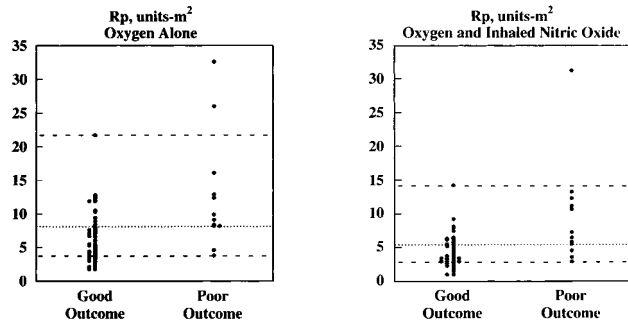 Rp, units-m²
Oxygen Alone
35
30
25
20
15
10
5
0
Good
Outcome
Poor
Outcome
Rp, units-m²
Oxygen and Inhaled Nitric Oxide
35
30
25
20
15
10
5
0
Good
Outcome
Poor
Outcome